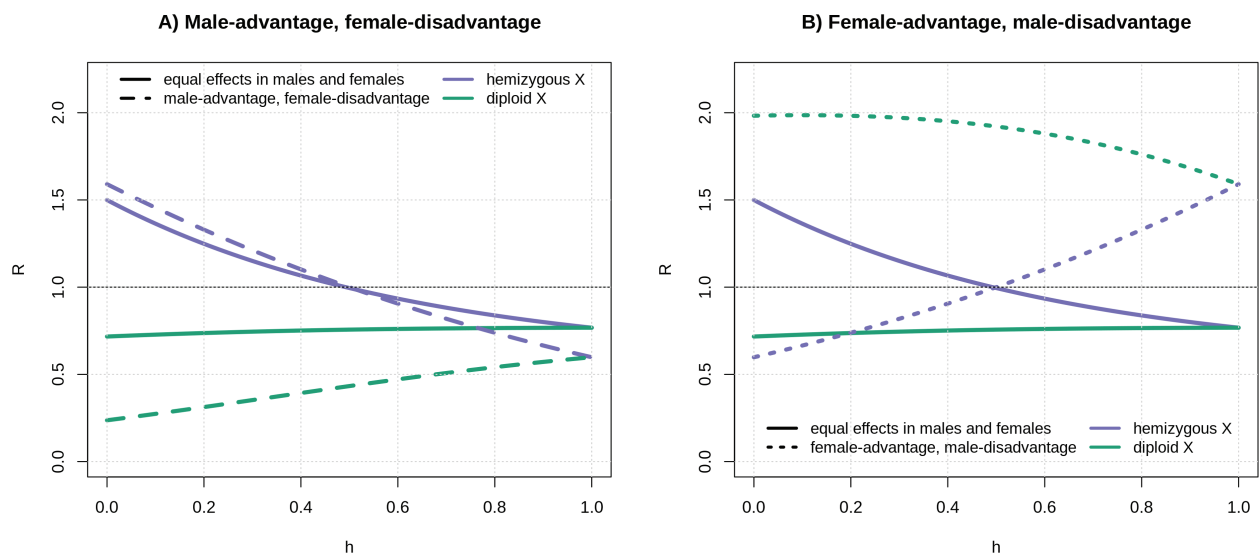 A) Male-advantage, female-disadvantage
equal effects in males and females
male-advantage, female-disadvantage
hemizygous X
diploid X
R
2.0
1.5
1.0
0.5
0.0
0.0 0.2 0.4 0.6 0.8 1.0
h
B) Female-advantage, male-disadvantage
R
2.0
1.5
1.0
0.5
0.0
equal effects in males and females
female-advantage, male-disadvantage
hemizygous X
diploid X
0.0 0.2 0.4 0.6 0.8 1.0
h